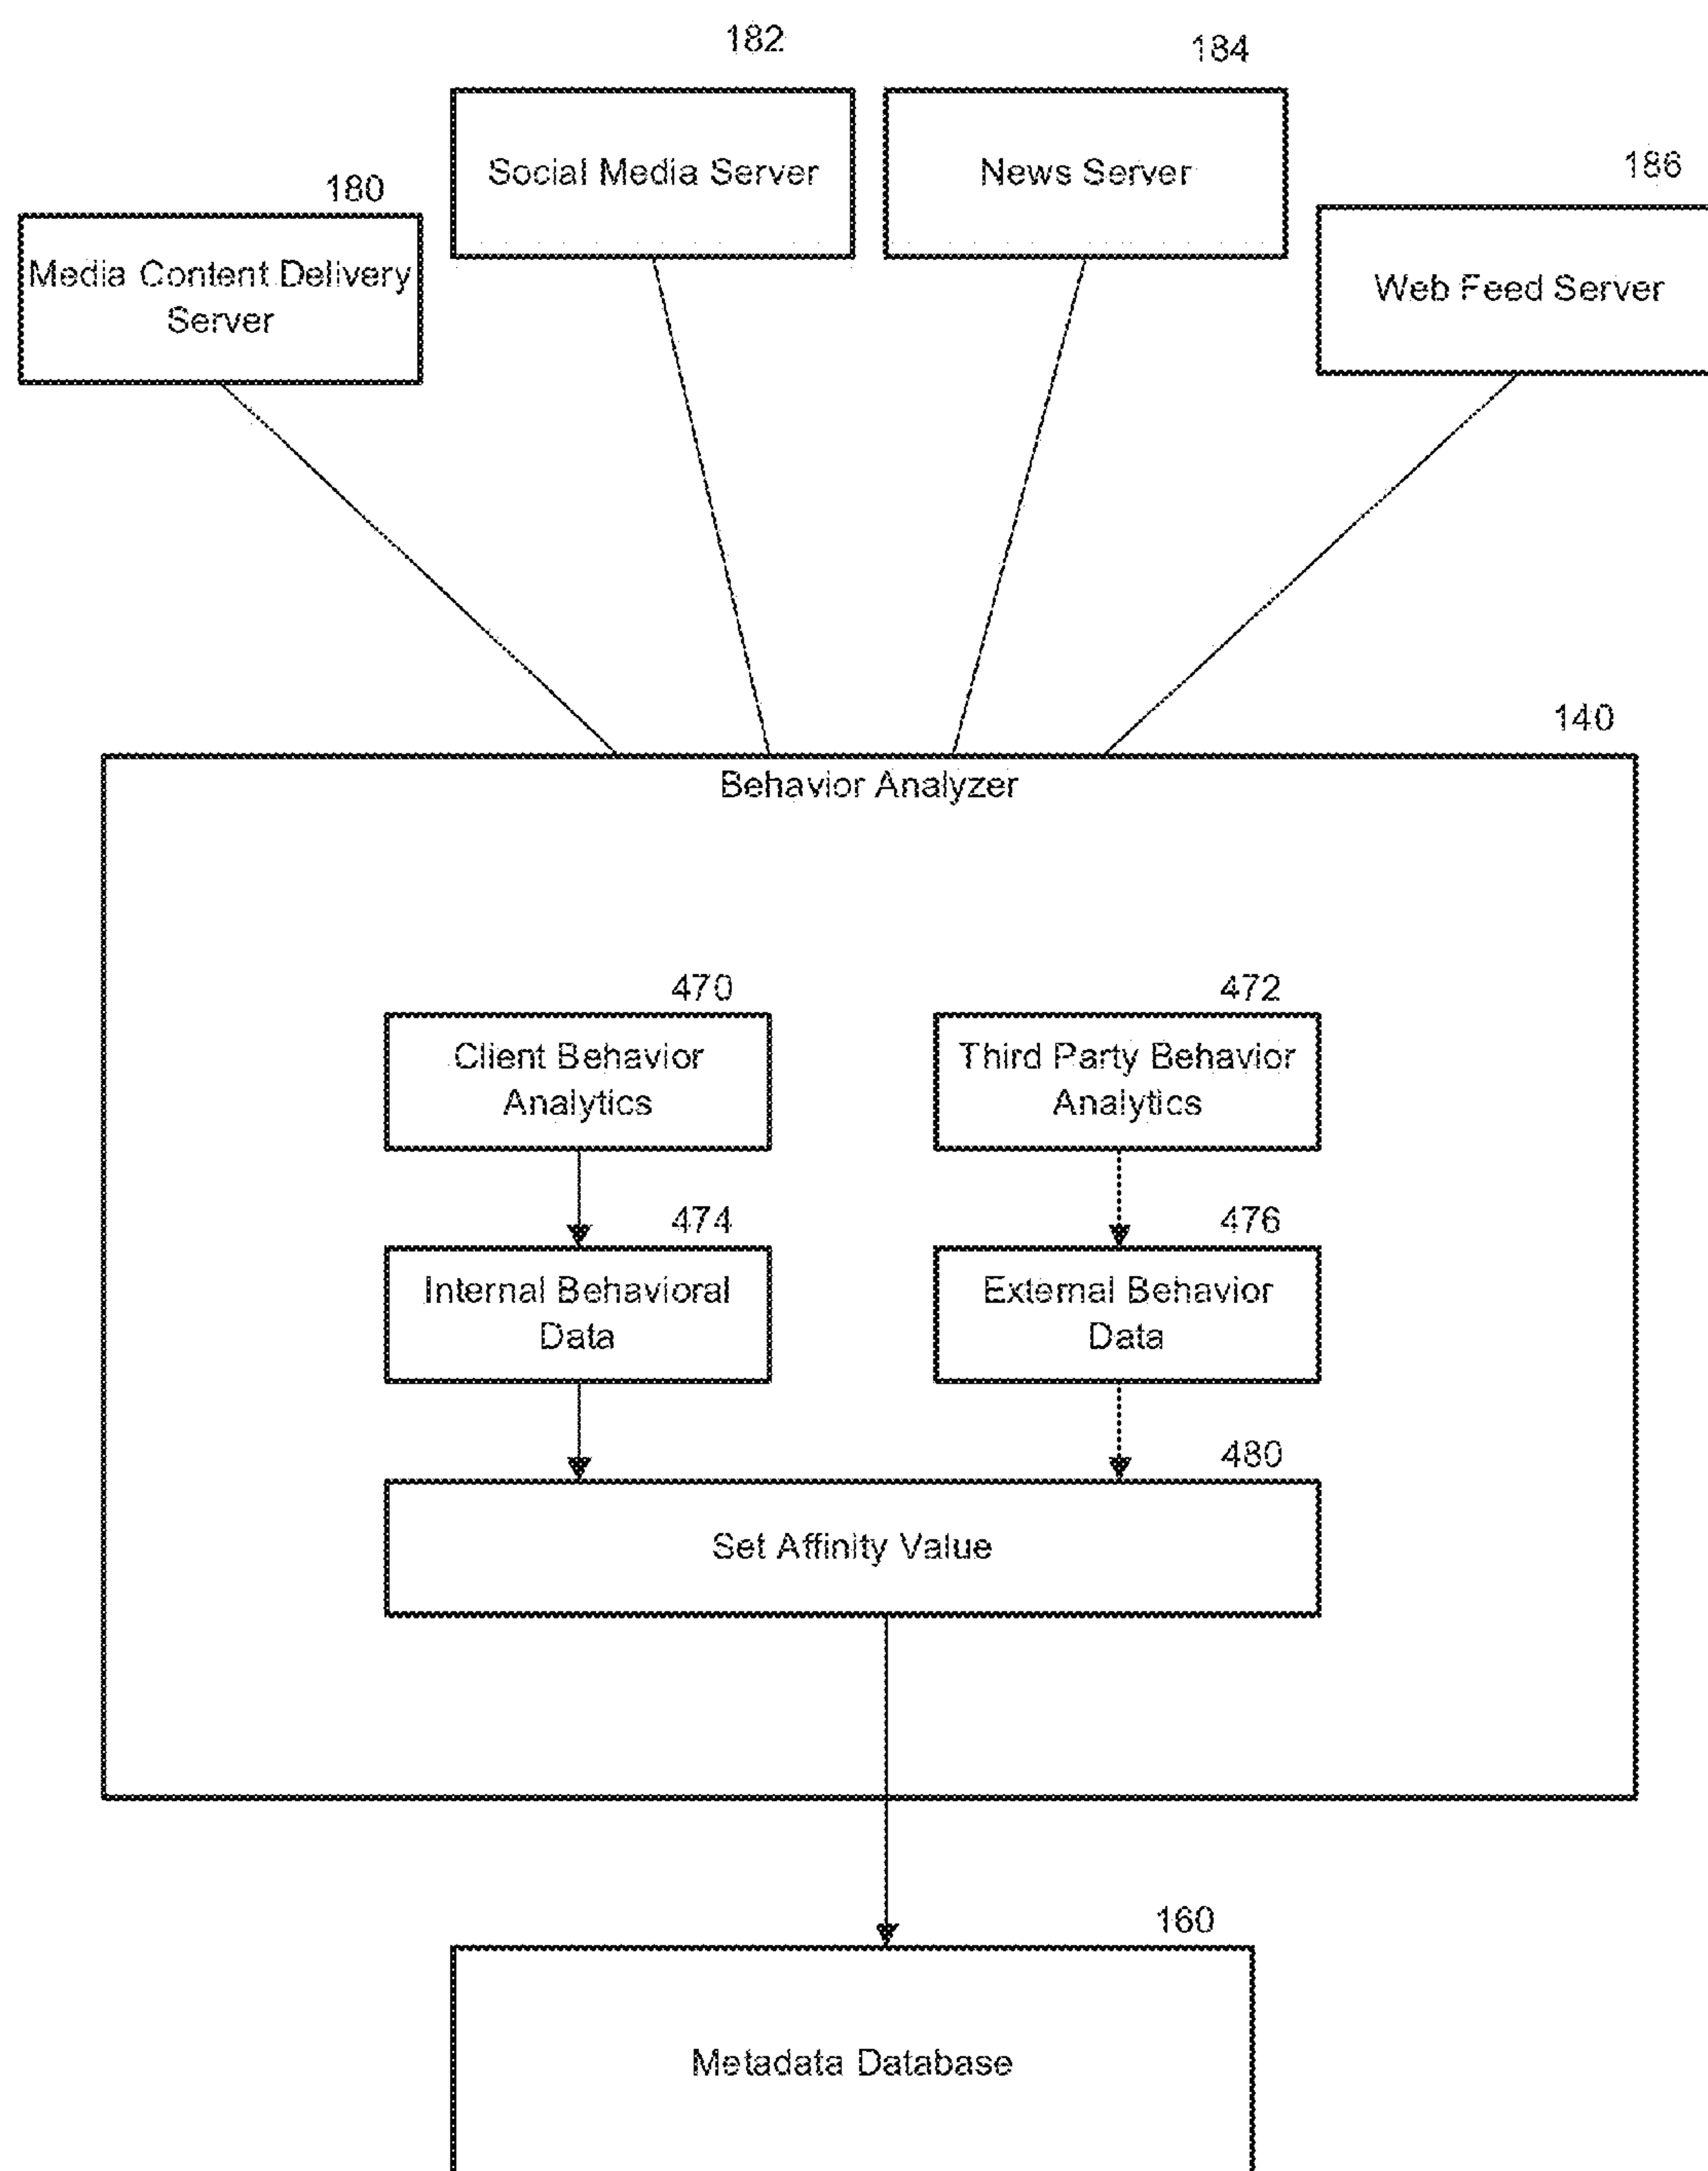 182
184
Social Media Server
News Server
186
180
Web Feed Server
Media Content Delivery
Server
140
Behavior Analyzer
470
472
Client Behavior
Analytics
Third Party Behavior
Analytics
474
476
Internal Behavioral
Data
External Behavior
Data
480
Set Affinity Value
160
Metadata Database